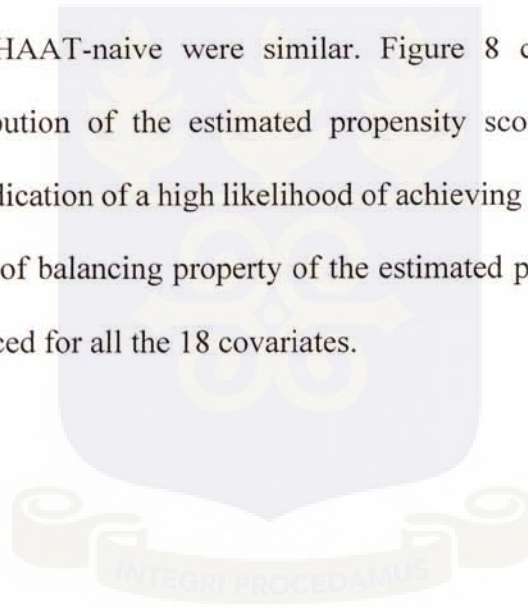 HAAT-naive were similar. Figure 8 c
bution of the estimated propensity sco
dication of a high likelihood of achieving
of balancing property of the estimated p
ced for all the 18 covariates.
INTEGRI PROCEDAMUS